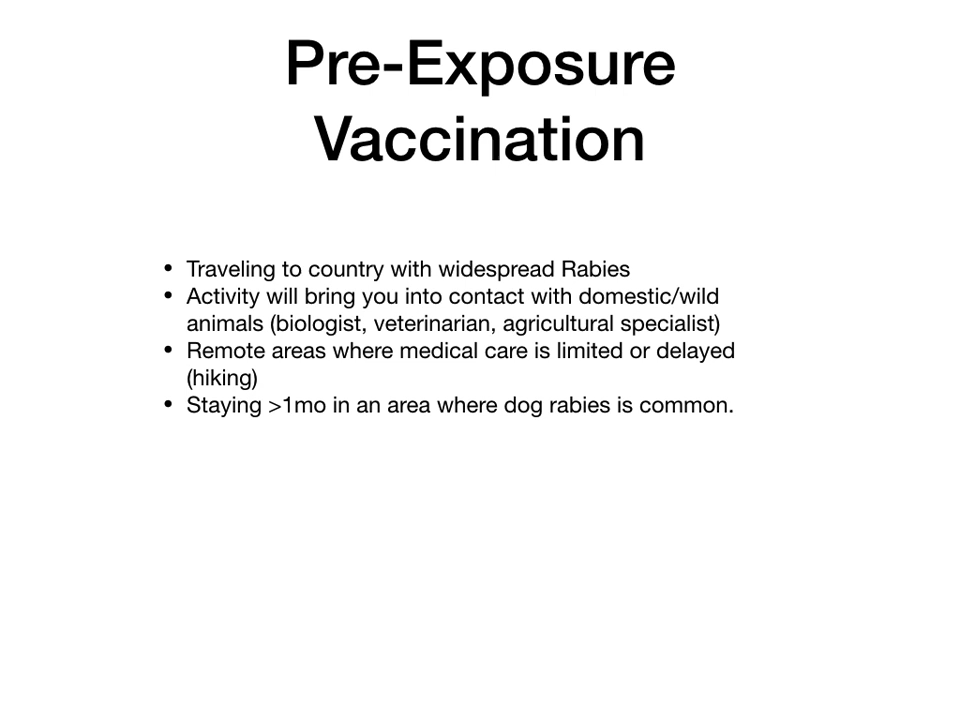 Pre-Exposure
Vaccination
• Traveling to country with widespread Rabies
• Activity will bring you into contact with domestic/wild
animals (biologist, veterinarian, agricultural specialist)
• Remote areas where medical care is limited or delayed
(hiking)
• Staying >1mo in an area where dog rabies is common.